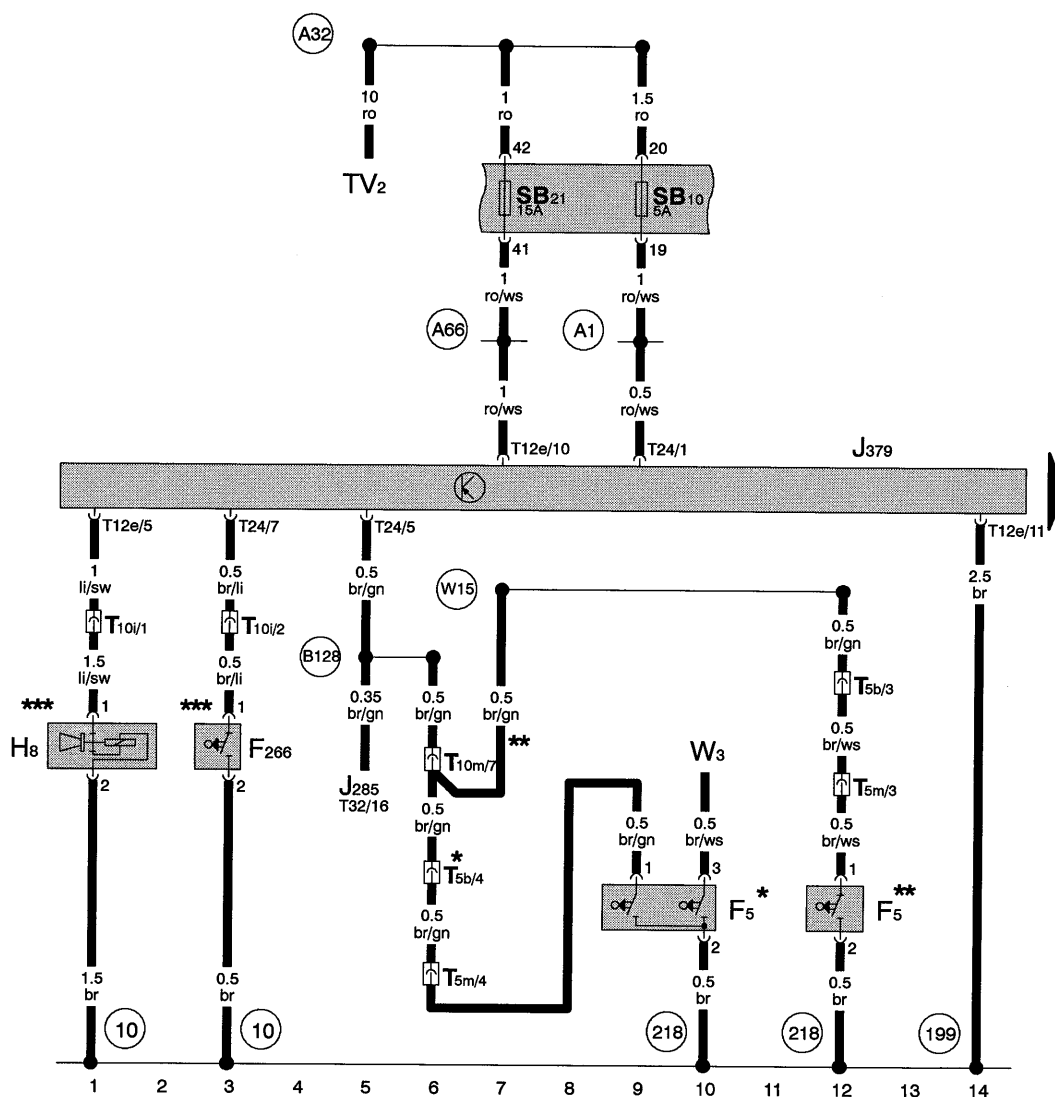 A32
10
ro
1
ro
1.5
ro
TV2
42
20
SB21
15A
SB10
5A
41
19
1
ro/ws
1
ro/ws
A66
A1
1
ro/ws
0.5
ro/ws
T12e/10
T24/1
J379
T12e/5
T24/7
T24/5
T12e/11
1
li/sw
0.5
br/li
0.5
br/gn
W15
2.5
br
T10i/1
T10i/2
0.5
br/gn
B128
1.5
li/sw
0.5
br/li
T5b/3
0.35
br/gn
0.5
br/gn
0.5
br/gn
*** 1
*** 1
**
0.5
br/ws
H8
F266
T10m/7
W3
2
2
J285
T32/16
T5m/3
0.5
br/gn
0.5
br/gn
0.5
br/ws
0.5
br/ws
*
T5b/4
1
3
1
F5 *
F5 **
0.5
br/gn
2
2
T5m/4
1.5
br
0.5
br
0.5
br
0.5
br
10
10
218
218
199
1 2 3 4 5 6 7 8 9 10 11 12 13 14